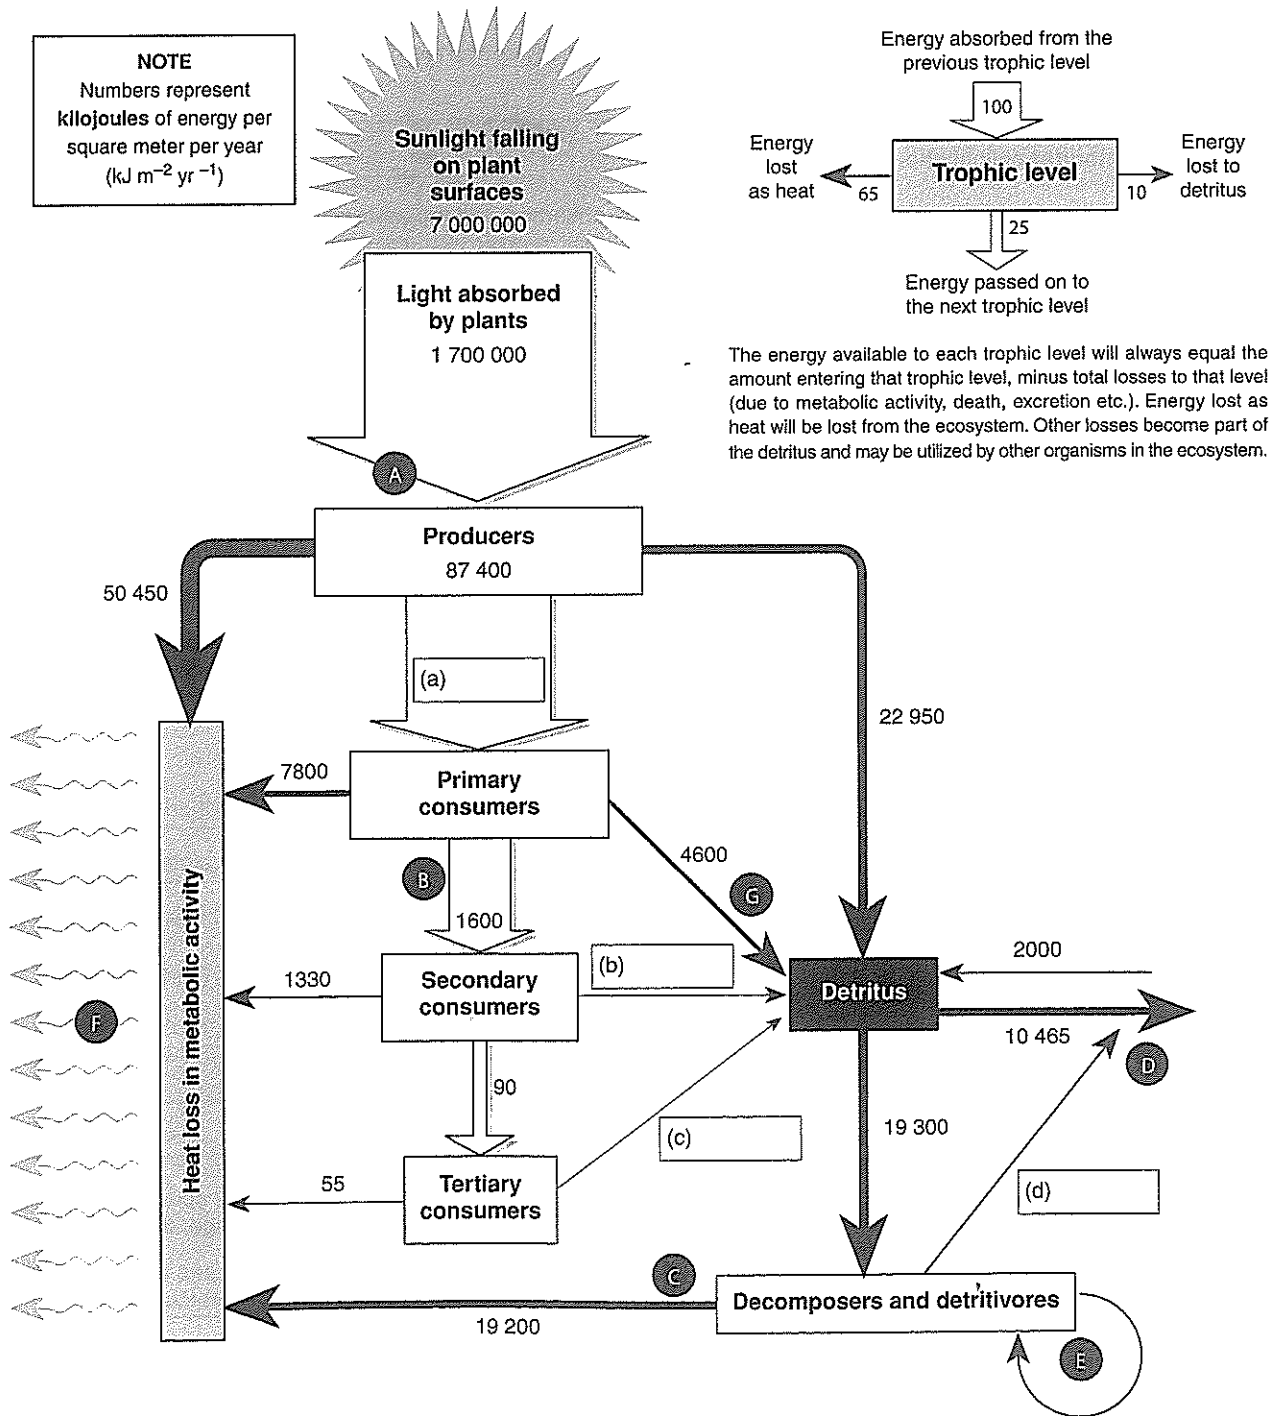 NOTE
Numbers represent
kilojoules of energy per
square meter per year
(kJ m⁻² yr ⁻¹)
Sunlight falling
on plant
surfaces
7 000 000
Light absorbed
by plants
1 700 000
Energy absorbed from the
previous trophic level
100
Energy
lost
as heat
65
Trophic level
10
Energy
lost to
detritus
25
Energy passed on to
the next trophic level
The energy available to each trophic level will always equal the
amount entering that trophic level, minus total losses to that level
(due to metabolic activity, death, excretion etc.). Energy lost as
heat will be lost from the ecosystem. Other losses become part of
the detritus and may be utilized by other organisms in the ecosystem.
A
Producers
87 400
50 450
(a)
22 950
7800
Primary
consumers
4600
B
G
1600
Heat loss in metabolic activity
F
1330
Secondary
consumers
(b)
Detritus
2000
10 465
D
90
(c)
19 300
55
Tertiary
consumers
(d)
C
19 200
Decomposers and detritivores
E